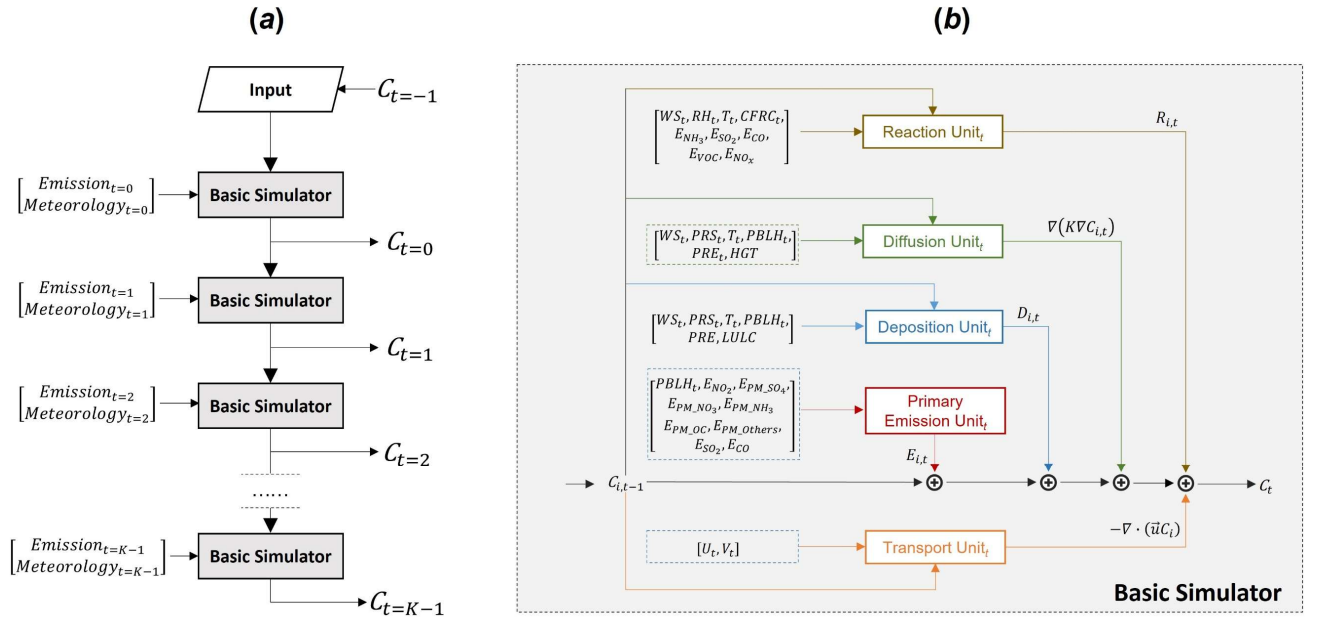 (a)
Input
C_{t=-1}
[Emission_{t=0}
Meteorology_{t=0}]
Basic Simulator
C_{t=0}
[Emission_{t=1}
Meteorology_{t=1}]
Basic Simulator
C_{t=1}
[Emission_{t=2}
Meteorology_{t=2}]
Basic Simulator
C_{t=2}
......
[Emission_{t=K-1}
Meteorology_{t=K-1}]
Basic Simulator
C_{t=K-1}
(b)
[WS_t, RH_t, T_t, CFRC_t,
E_{NH_3}, E_{SO_2}, E_{CO},
E_{VOC}, E_{NO_x}]
Reaction Unit_t
R_{i,t}
[WS_t, PRS_t, T_t, PBLH_t,
PRE_t, HGT]
Diffusion Unit_t
∇(K∇C_{i,t})
[WS_t, PRS_t, T_t, PBLH_t,
PRE, LULC]
Deposition Unit_t
D_{i,t}
[PBLH_t, E_{NO_2}, E_{PM_SO_4},
E_{PM_NO_3}, E_{PM_NH_3}
E_{PM_OC}, E_{PM_Others},
E_{SO_2}, E_{CO}]
Primary
Emission Unit_t
E_{i,t}
C_{i,t-1}
C_t
[U_t, V_t]
Transport Unit_t
-∇ · (u⃗C_i)
Basic Simulator